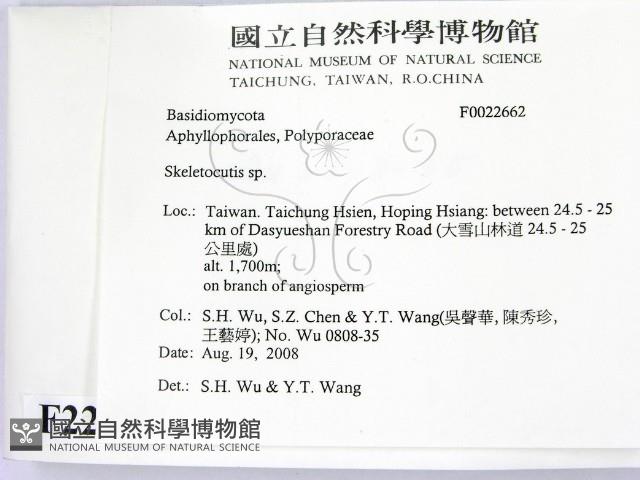 國立自然科學博物館
NATIONAL MUSEUM OF NATURAL SCIENCE
TAICHUNG, TAIWAN, R.O.CHINA
Basidiomycota F0022662
Aphyllophorales, Polyporaceae
Skeletocutis sp.
Loc.: Taiwan. Taichung Hsien, Hoping Hsiang: between 24.5 - 25
km of Dasyueshan Forestry Road (大雪山林道 24.5 - 25
公里處)
alt. 1,700m;
on branch of angiosperm
Col.: S.H. Wu, S.Z. Chen & Y.T. Wang(吳聲華, 陳秀珍,
王藝婷); No. Wu 0808-35
Date: Aug. 19, 2008
Det.: S.H. Wu & Y.T. Wang
F22
國立自然科學博物館
NATIONAL MUSEUM OF NATURAL SCIENCE